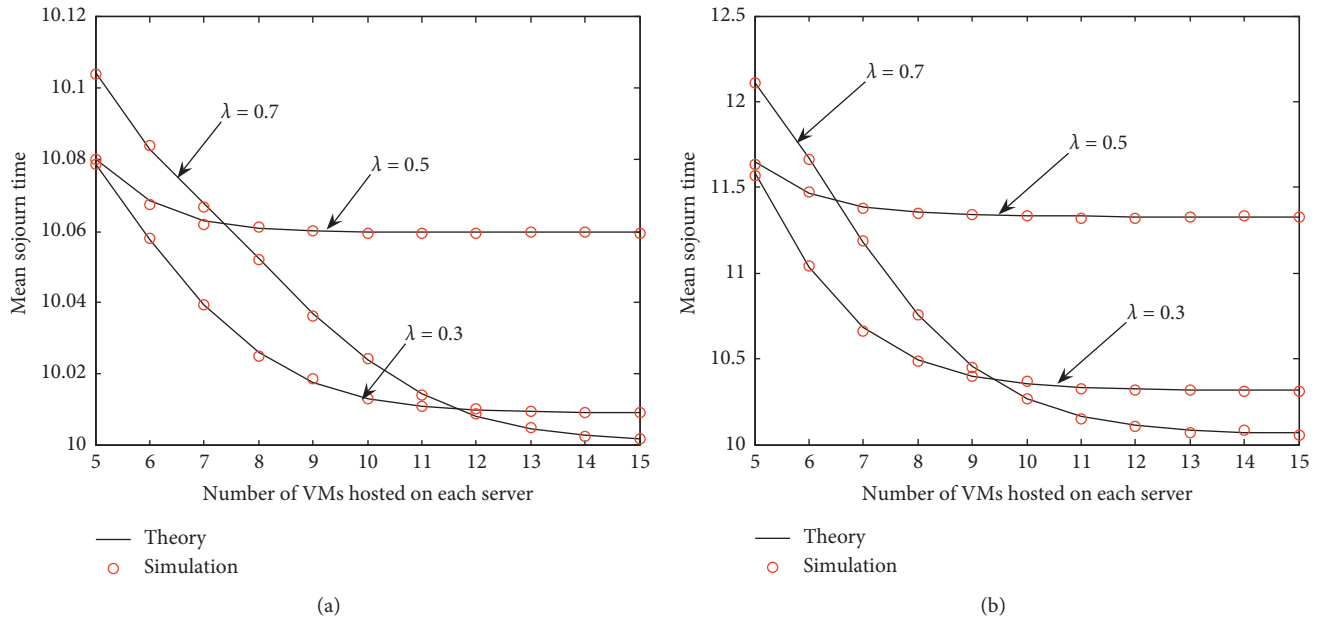 10.12
10.1
10.08
10.06
10.04
10.02
10
Mean sojourn time
λ = 0.7
λ = 0.5
λ = 0.3
5 6 7 8 9 10 11 12 13 14 15
Number of VMs hosted on each server
Theory
Simulation
(a)
12.5
12
11.5
11
10.5
10
Mean sojourn time
λ = 0.7
λ = 0.5
λ = 0.3
5 6 7 8 9 10 11 12 13 14 15
Number of VMs hosted on each server
Theory
Simulation
(b)